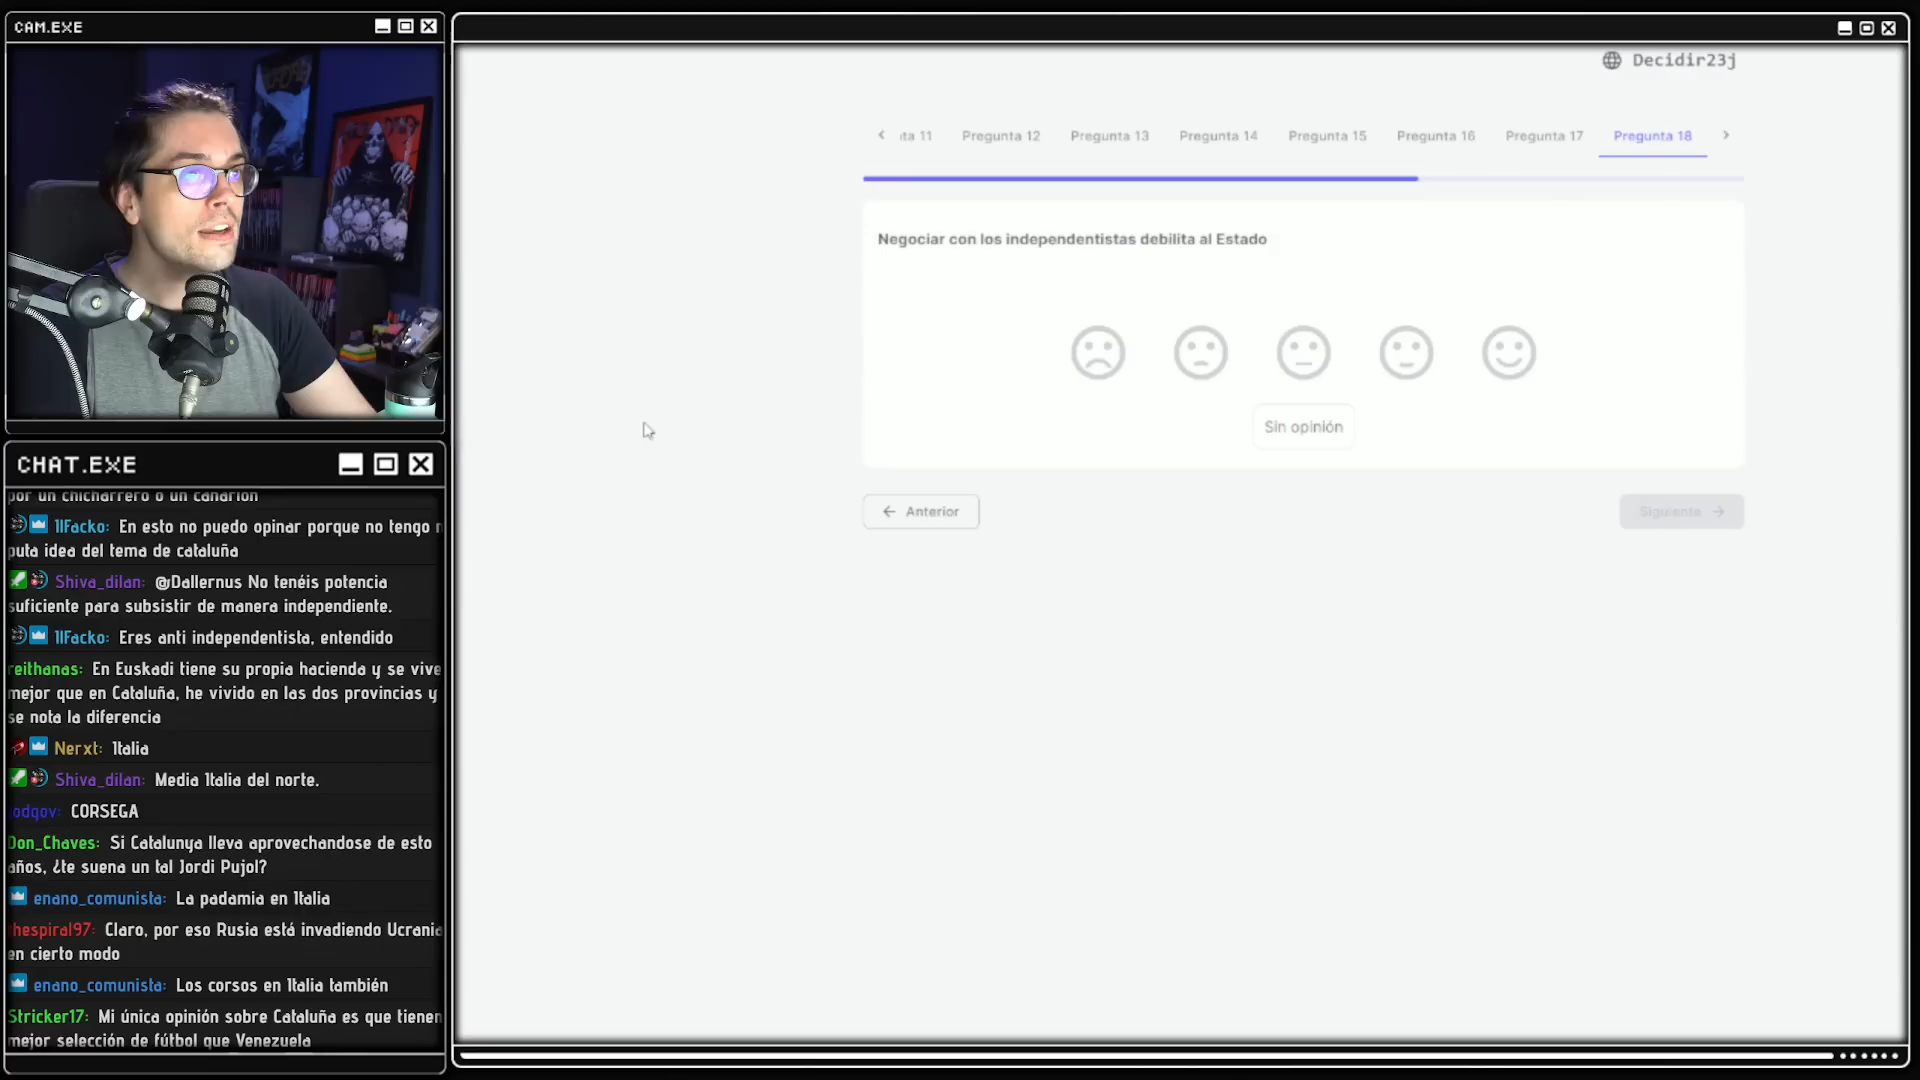 CAM.EXE
Decidir23j
nta 11 Pregunta 12 Pregunta 13 Pregunta 14 Pregunta 15 Pregunta 16 Pregunta 17 Pregunta 18
Negociar con los independentistas debilita al Estado
Sin opinión
Anterior
Siguiente
CHAT.EXE
por un chicharrero o un canarion
11Facko: En esto no puedo opinar porque no tengo n
puta idea del tema de cataluña
Shiva_dilan: @Dallernus No tenéis potencia
suficiente para subsistir de manera independiente.
11Facko: Eres anti independentista, entendido
reithanas: En Euskadi tiene su propia hacienda y se vive
mejor que en Cataluña, he vivido en las dos provincias y
se nota la diferencia
Nerxt: Italia
Shiva_dilan: Media Italia del norte.
odqov: CORSEGA
Don_Chaves: Si Catalunya lleva aprovechandose de esto
años, ¿te suena un tal Jordi Pujol?
enano_comunista: La padamia en Italia
thespiral97: Claro, por eso Rusia está invadiendo Ucrania
en cierto modo
enano_comunista: Los corsos en Italia también
Stricker17: Mi única opinión sobre Cataluña es que tienen
mejor selección de fútbol que Venezuela